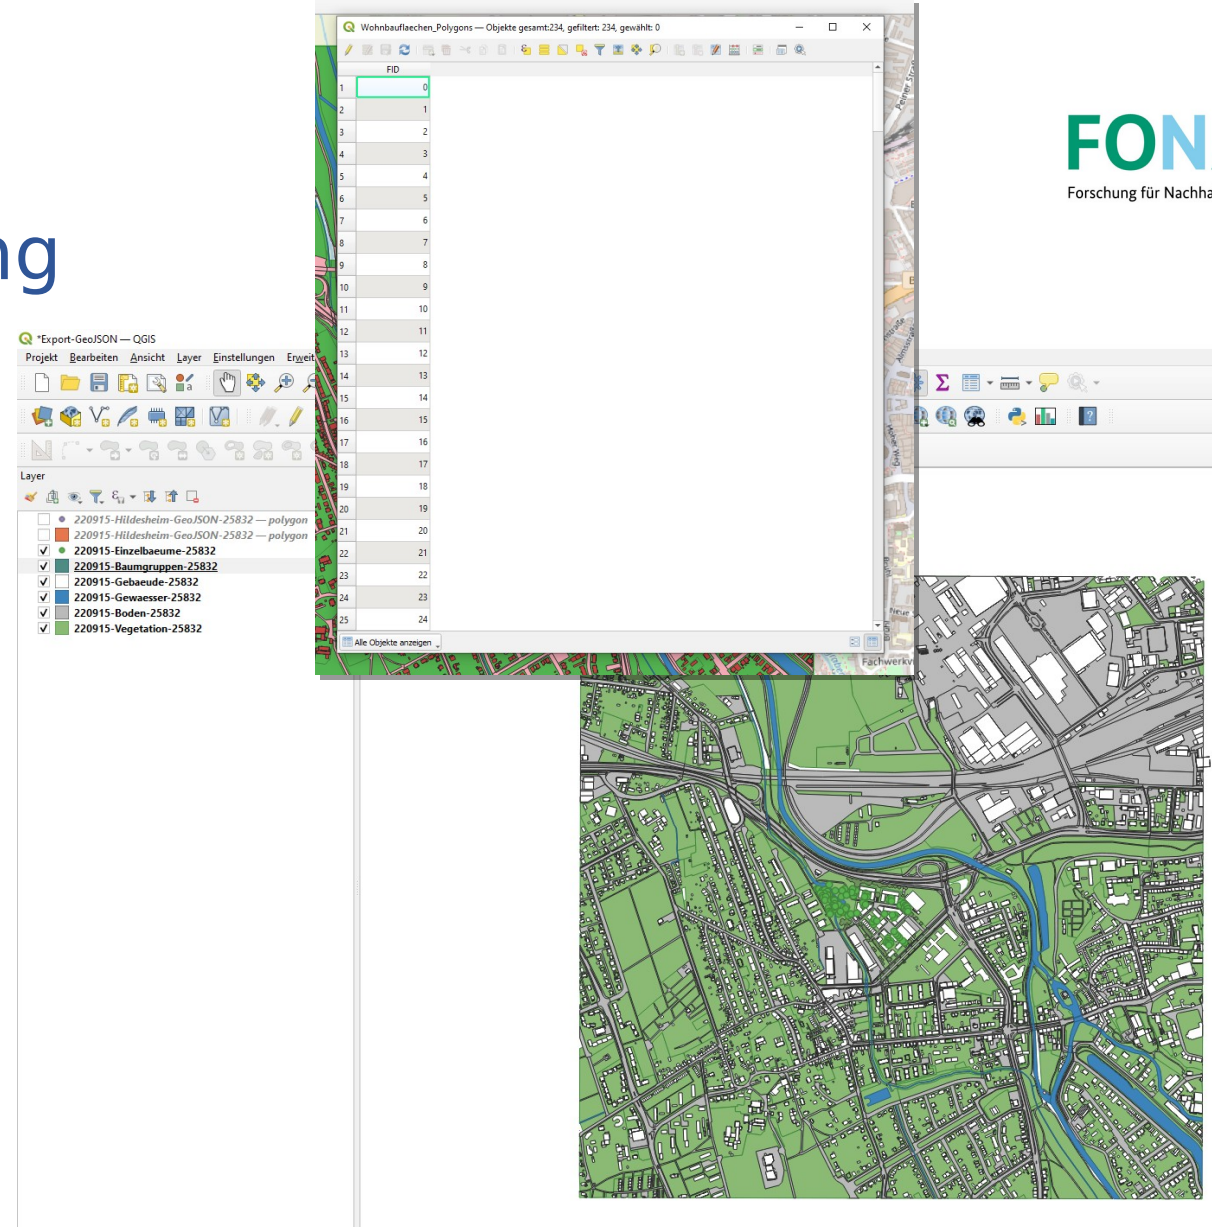 Wohnbauflaechen_Polygons — Objekte gesamt:234, gefiltert: 234, gewählt: 0
FID
1 0
2 1
3 2
4 3
5 4
6 5
7 6
8 7
9 8
10 9
11 10
12 11
13 12
14 13
15 14
16 15
17 16
18 17
19 18
20 19
21 20
22 21
23 22
24 23
25 24
Alle Objekte anzeigen
Peiner Straß
Neue
Brühl
Fachwerkv
FON
Forschung für Nachha
ng
*Export-GeoJSON — QGIS
Projekt Bearbeiten Ansicht Layer Einstellungen Erweit
Layer
220915-Hildesheim-GeoJSON-25832 — polygon
220915-Hildesheim-GeoJSON-25832 — polygon
220915-Einzelbaeume-25832
220915-Baumgruppen-25832
220915-Gebaeude-25832
220915-Gewaesser-25832
220915-Boden-25832
220915-Vegetation-25832